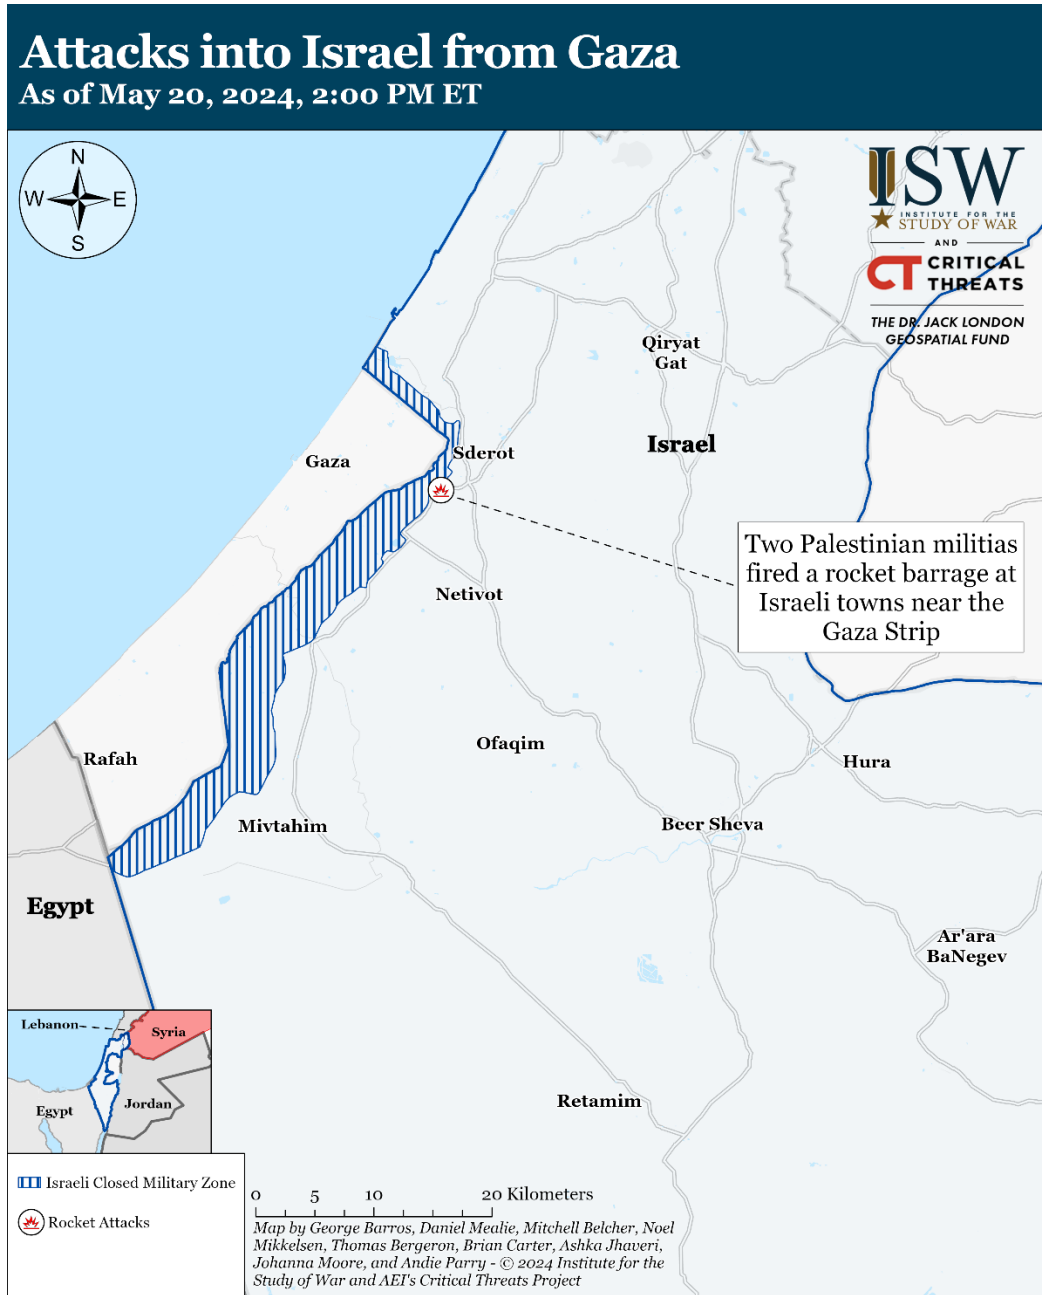 Attacks into Israel from Gaza
As of May 20, 2024, 2:00 PM ET
N
W E
S
ISW
INSTITUTE FOR THE
STUDY OF WAR
AND
CT CRITICAL
THREATS
THE DR. JACK LONDON
GEOSPATIAL FUND
Qiryat
Gat
Israel
Sderot
Gaza
Two Palestinian militias
fired a rocket barrage at
Israeli towns near the
Gaza Strip
Netivot
Ofaqim
Rafah
Hura
Mivtahim
Beer Sheva
Egypt
Ar'ara
BaNegev
Lebanon
Syria
Egypt
Jordan
Retamim
Israeli Closed Military Zone
Rocket Attacks
0 5 10 20 Kilometers
Map by George Barros, Daniel Mealie, Mitchell Belcher, Noel
Mikkelsen, Thomas Bergeron, Brian Carter, Ashka Jhaveri,
Johanna Moore, and Andie Parry - © 2024 Institute for the
Study of War and AEI's Critical Threats Project